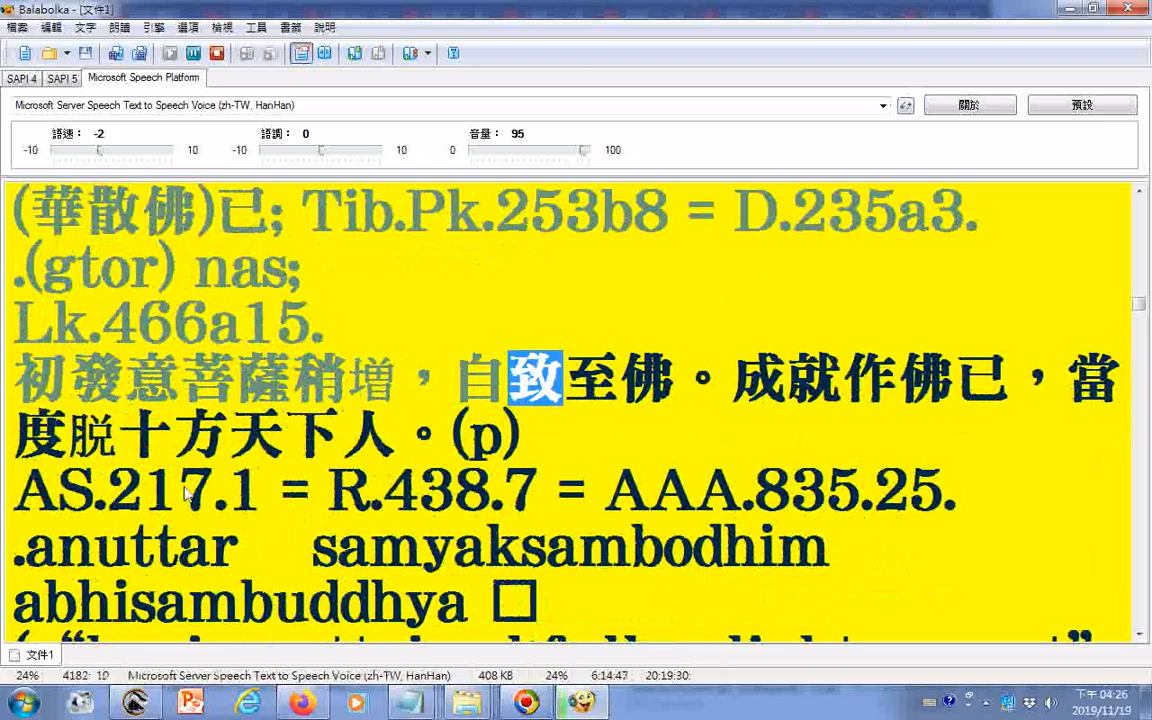 Balabolka - [文件1]
檔案 編輯 文字 朗讀 引擎 選項 檢視 工具 書籤 說明
SAPI 4 SAPI 5 Microsoft Speech Platform
Microsoft Server Speech Text to Speech Voice (zh-TW, HanHan) 關於 預設
語速： -2 語調： 0 音量： 95
-10 10 -10 10 0 100
(華散佛)已; Tib.Pk.253b8 = D.235a3.
.(gtor) nas;
Lk.466a15.
初發意菩薩稍增，自致至佛。成就作佛已，當
度脱十方天下人。(p)
AS.217.1 = R.438.7 = AAA.835.25.
.anuttar samyaksambodhim
abhisambuddhya □
文件1
24% 4182: 10 Microsoft Server Speech Text to Speech Voice (zh-TW, HanHan) 408 KB 24% 6:14:47 20:19:30
下午 04:26
2019/11/19